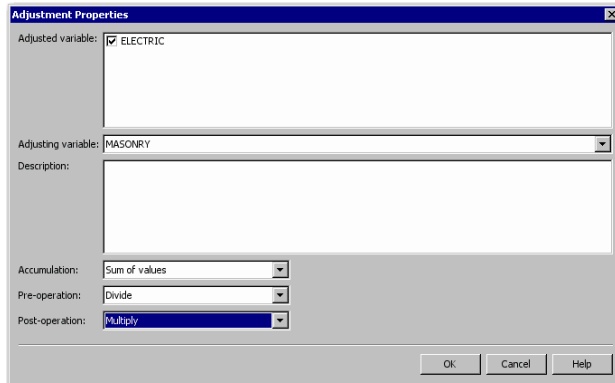 Adjustment Properties
Adjusted variable: ELECTRIC
Adjusting variable: MASONRY
Description:
Accumulation: Sum of values
Pre-operation: Divide
Post-operation: Multiply
OK Cancel Help